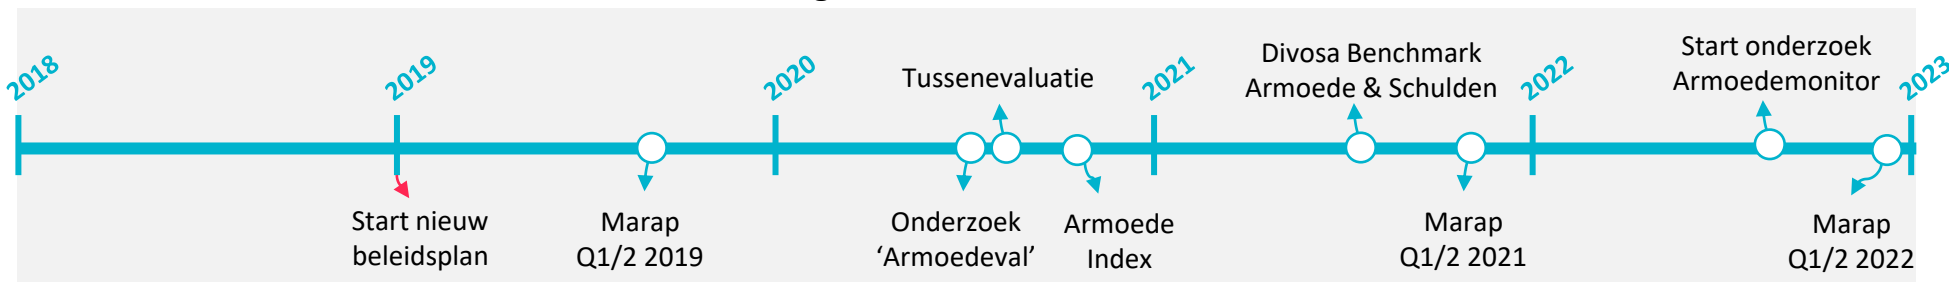 2018
2019
2020
2021
2022
2023
Tussenevaluatie
Divosa Benchmark
Armoede & Schulden
Start onderzoek
Armoedemonitor
Start nieuw
beleidsplan
Marap
Q1/2 2019
Onderzoek
‘Armoedeval’
Armoede
Index
Marap
Q1/2 2021
Marap
Q1/2 2022